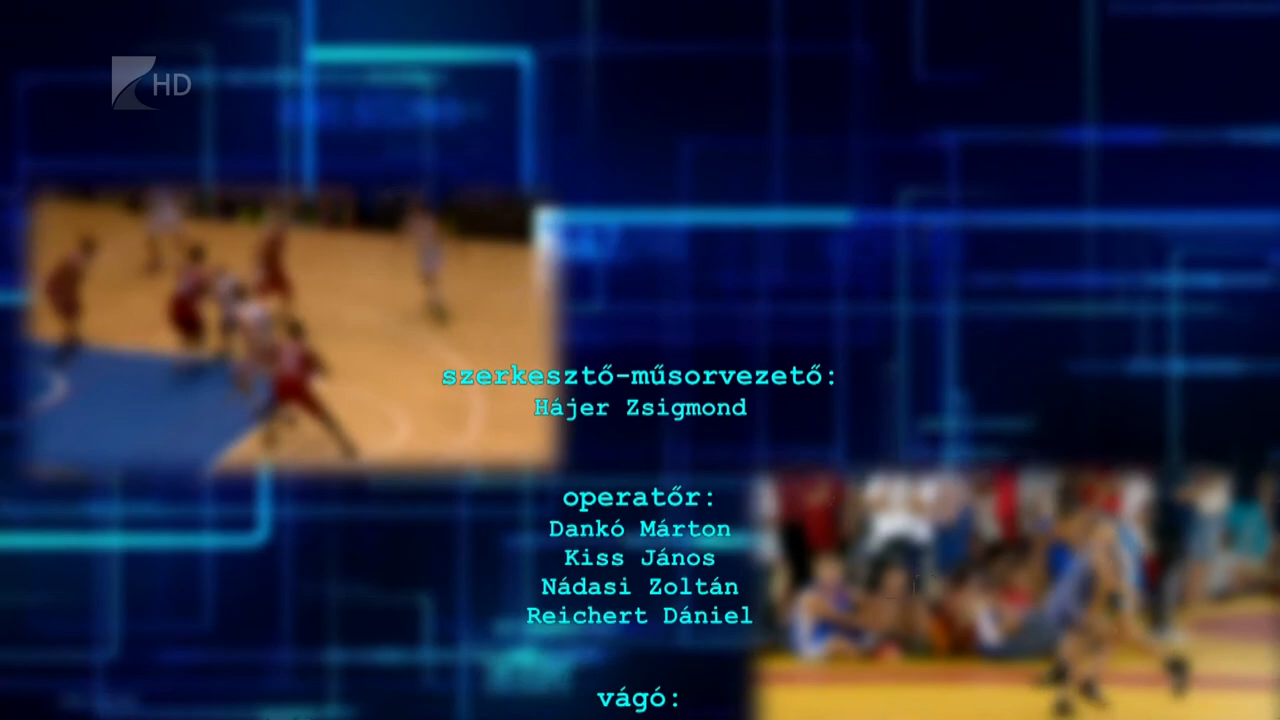 HD
szerkesztő-műsorvezető:
Hájer Zsigmond
operatőr:
Dankó Márton
Kiss János
Nádasi Zoltán
Reichert Dániel
vágó: